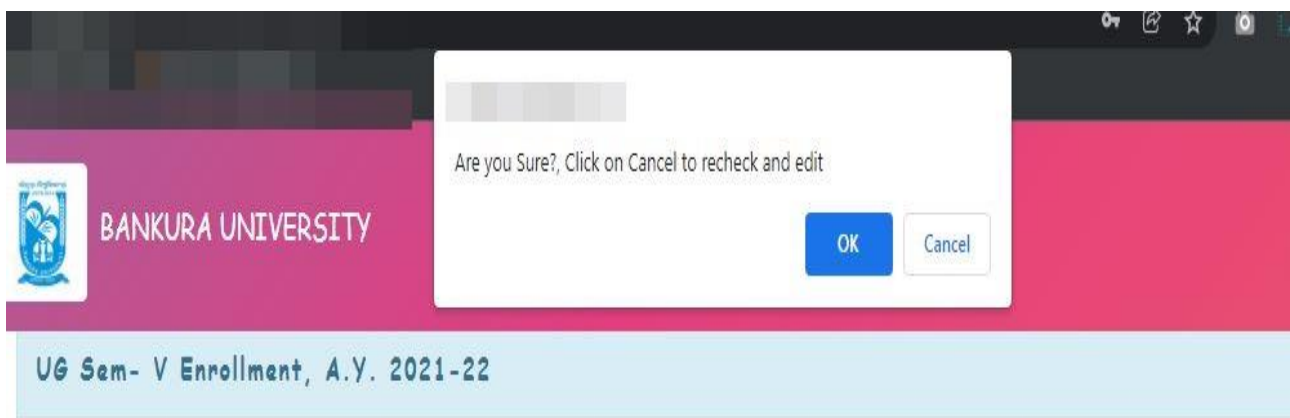 Are you Sure?, Click on Cancel to recheck and edit
OK
Cancel
BANKURA UNIVERSITY
UG Sem- V Enrollment, A.Y. 2021-22